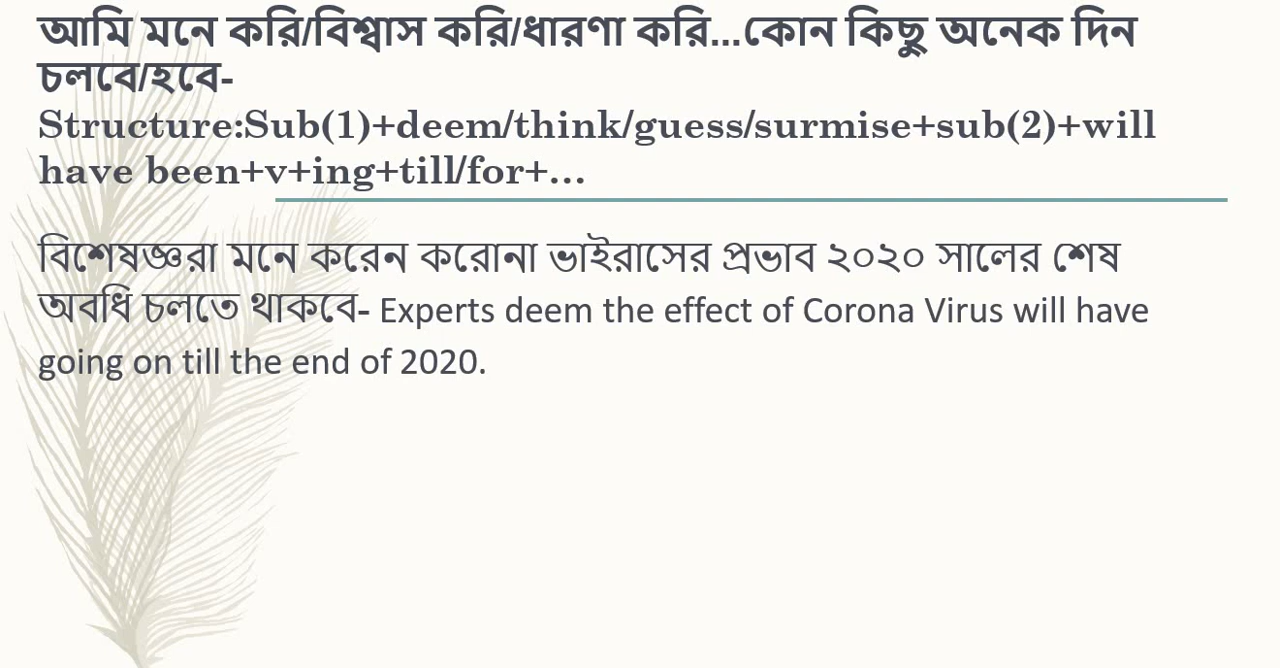 আমি মনে করি/বিশ্বাস করি/ধারণা করি...কোন কিছু অনেক দিন
চলবে/হবে-
Structure:Sub(1)+deem/think/guess/surmise+sub(2)+will
have been+v+ing+till/for+...
বিশেষজ্ঞরা মনে করেন করোনা ভাইরাসের প্রভাব ২০২০ সালের শেষ
অবধি চলতে থাকবে- Experts deem the effect of Corona Virus will have
going on till the end of 2020.